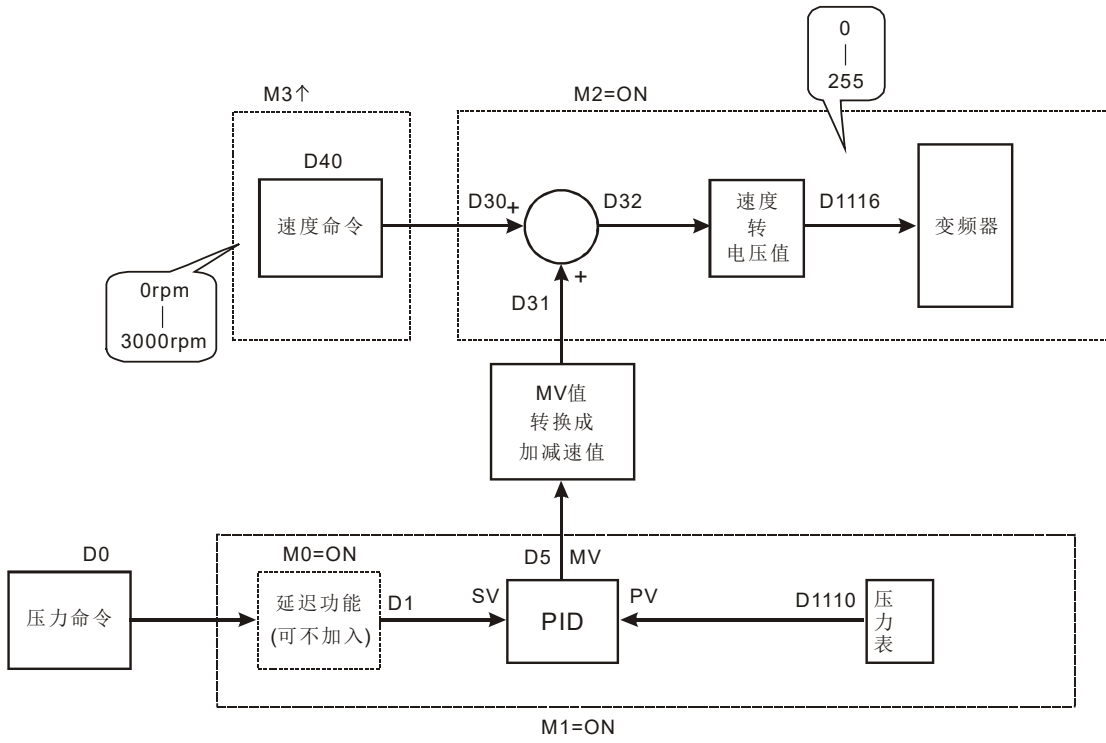 0
|
255
M3↑
M2=ON
D40
速度命令
D30
+
D32
速度
转
电压值
D1116
变频器
0rpm
|
3000rpm
+
D31
MV值
转换成
加减速值
D0
压力命令
M0=ON
延迟功能
(可不加入)
D1
D5
MV
SV
PID
PV
D1110
压
力
表
M1=ON